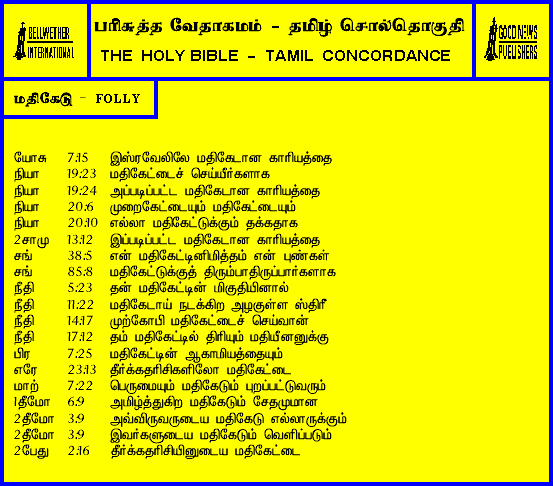 BELLWETHER
INTERNATIONAL
பரிசுத்த வேதாகமம் - தமிழ் சொல்தொகுதி
THE HOLY BIBLE - TAMIL CONCORDANCE
GOOD NEWS
PUBLISHERS
மதிகேடு - FOLLY
யோசு 7:15 இஸ்ரவேலிலே மதிகேடான காரியத்தை
நியா 19:23 மதிகேட்டைச் செய்யீர்களாக
நியா 19:24 அப்படிப்பட்ட மதிகேடான காரியத்தை
நியா 20:6 முறைகேட்டையும் மதிகேட்டையும்
நியா 20:10 எல்லா மதிகேட்டுக்கும் தக்கதாக
2சாமு 13:12 இப்படிப்பட்ட மதிகேடான காரியத்தை
சங் 38:5 என் மதிகேட்டினிமித்தம் என் புண்கள்
சங் 85:8 மதிகேட்டுக்குத் திரும்பாதிருப்பார்களாக
நீதி 5:23 தன் மதிகேட்டின் மிகுதியினால்
நீதி 11:22 மதிகேடாய் நடக்கிற அழகுள்ள ஸ்திரீ
நீதி 14:17 முற்கோபி மதிகேட்டைச் செய்வான்
நீதி 17:12 தம் மதிகேட்டில் திரியும் மதியீனனுக்கு
பிர 7:25 மதிகேட்டின் ஆகாமியத்தையும்
எரே 23:13 தீர்க்கதரிசிகளிலோ மதிகேட்டை
மாற் 7:22 பெருமையும் மதிகேடும் புறப்பட்டுவரும்
1தீமோ 6:9 அமிழ்த்துகிற மதிகேடும் சேதமுமான
2தீமோ 3:9 அவ்விருவருடைய மதிகேடு எல்லாருக்கும்
2தீமோ 3:9 இவர்களுடைய மதிகேடும் வெளிப்படும்
2பேது 2:16 தீர்க்கதரிசியினுடைய மதிகேட்டை